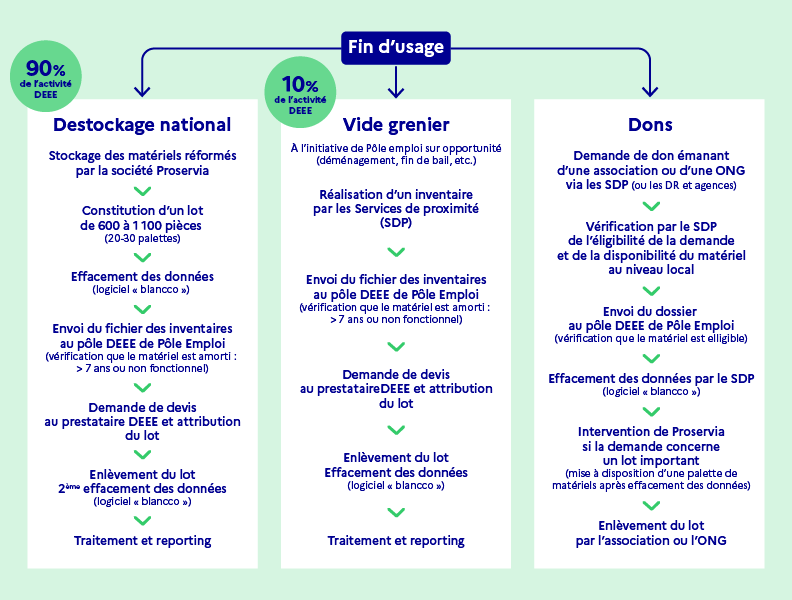 Fin d'usage
90%
de l'activité
DEEE
Destockage national
Stockage des matériels réformés
par la société Proservia
Constitution d'un lot
de 600 à 1 100 pièces
(20-30 palettes)
Effacement des données
(logiciel « blancco »)
Envoi du fichier des inventaires
au pôle DEEE de Pôle Emploi
(vérification que le matériel est amorti :
> 7 ans ou non fonctionnel)
Demande de devis
au prestataire DEEE et attribution
du lot
Enlèvement du lot
2ème effacement des données
(logiciel « blancco »)
Traitement et reporting
10%
de l'activité
DEEE
Vide grenier
À l'initiative de Pôle emploi sur opportunité
(déménagement, fin de bail, etc.)
Réalisation d'un inventaire
par les Services de proximité
(SDP)
Envoi du fichier des inventaires
au pôle DEEE de Pôle Emploi
(vérification que le matériel est amorti :
> 7 ans ou non fonctionnel)
Demande de devis
au prestataireDEEE et attribution
du lot
Enlèvement du lot
Effacement des données
(logiciel « blancco »)
Traitement et reporting
Dons
Demande de don émanant
d'une association ou d'une ONG
via les SDP (ou les DR et agences)
Vérification par le SDP
de l'éligibilité de la demande
et de la disponibilité du matériel
au niveau local
Envoi du dossier
au pôle DEEE de Pôle Emploi
(vérification que le matériel est elligible)
Effacement des données par le SDP
(logiciel « blancco »)
Intervention de Proservia
si la demande concerne
un lot important
(mise à disposition d'une palette de
matériels après effacement des données)
Enlèvement du lot
par l'association ou l'ONG